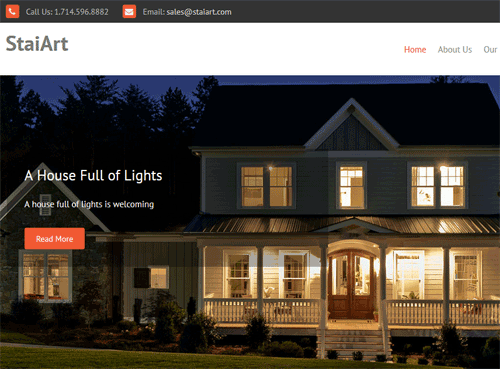 Call Us: 1.714.596.8882 Email: sales@staiart.com
StaiArt
Home About Us Our
A House Full of Lights
A house full of lights is welcoming
Read More